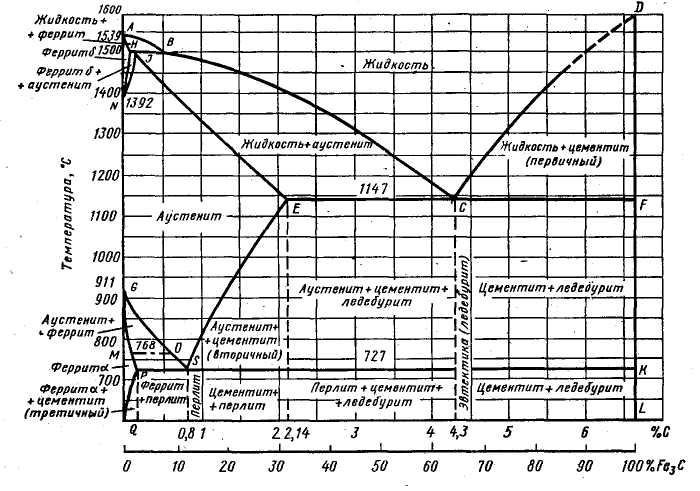 1600
D
Жидкость +
+ феррит
A
1539
H
B
1500
Феррит δ
J
Жидкость
Феррит δ +
+ аустенит
1400
N
1392
1300
Жидкость+аустенит
Жидкость+цементит
(первичный)
1200
1147
E
C
F
1100
Температура, °С
Аустенит
1000
911
G
900
Аустенит+цементит+
ледебурит
Цементит+ледебурит
Эвтектика (ледебурит)
Аустенит+
+ феррит
Аустенит+
+ цементит
(вторичный)
800
768
O
M
S
727
Феррит α
P
K
700
Феррит α +
+ цементит
(третичный)
Феррит+
+перлит
Перлит
Цементит+
+ перлит
Перлит+цементит+
+ледебурит
Цементит+ледебурит
L
Q
0,8 1 2 2,14 3 4 4,3 5 6 %С
0 10 20 30 40 50 60 70 80 90 100 %Fe₃C